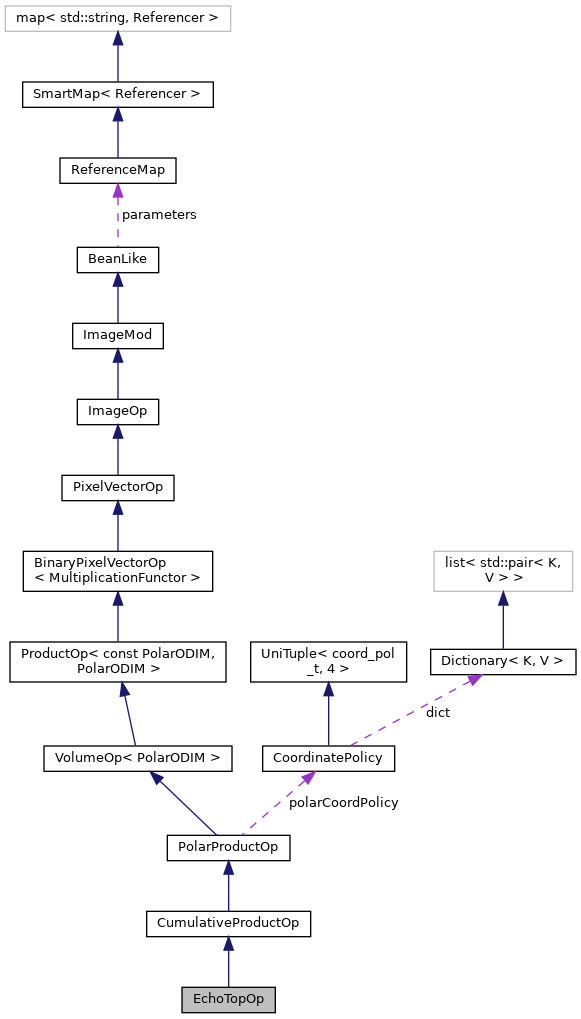 map< std::string, Referencer >
SmartMap< Referencer >
ReferenceMap
parameters
BeanLike
ImageMod
ImageOp
PixelVectorOp
BinaryPixelVectorOp
< MultiplicationFunctor >
list< std::pair< K,
V > >
ProductOp< const PolarODIM,
PolarODIM >
UniTuple< coord_pol
_t, 4 >
Dictionary< K, V >
dict
VolumeOp< PolarODIM >
CoordinatePolicy
polarCoordPolicy
PolarProductOp
CumulativeProductOp
EchoTopOp